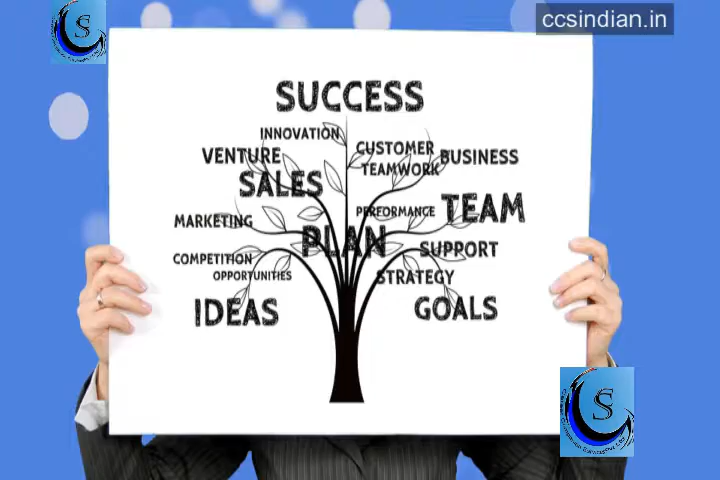 ccsindian.in
S
SUCCESS
INNOVATION
CUSTOMER
VENTURE
BUSINESS
TEAMWORK
SALES
TEAM
PERFORMANCE
MARKETING
PLAN
SUPPORT
COMPETITION
OPPORTUNITIES
STRATEGY
IDEAS
GOALS
S